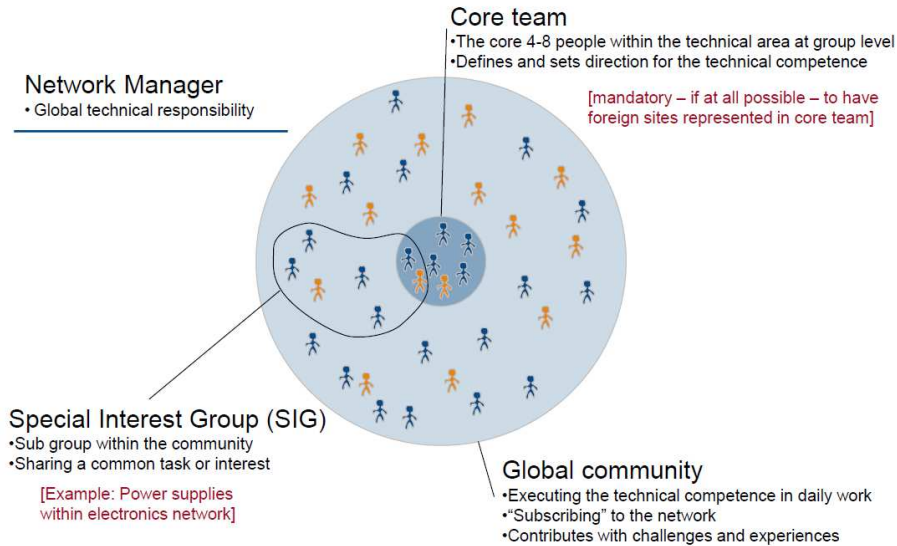 Core team
•The core 4-8 people within the technical area at group level
•Defines and sets direction for the technical competence
[mandatory – if at all possible – to have
foreign sites represented in core team]
Network Manager
• Global technical responsibility
Special Interest Group (SIG)
•Sub group within the community
•Sharing a common task or interest
[Example: Power supplies
within electronics network]
Global community
•Executing the technical competence in daily work
•“Subscribing” to the network
•Contributes with challenges and experiences